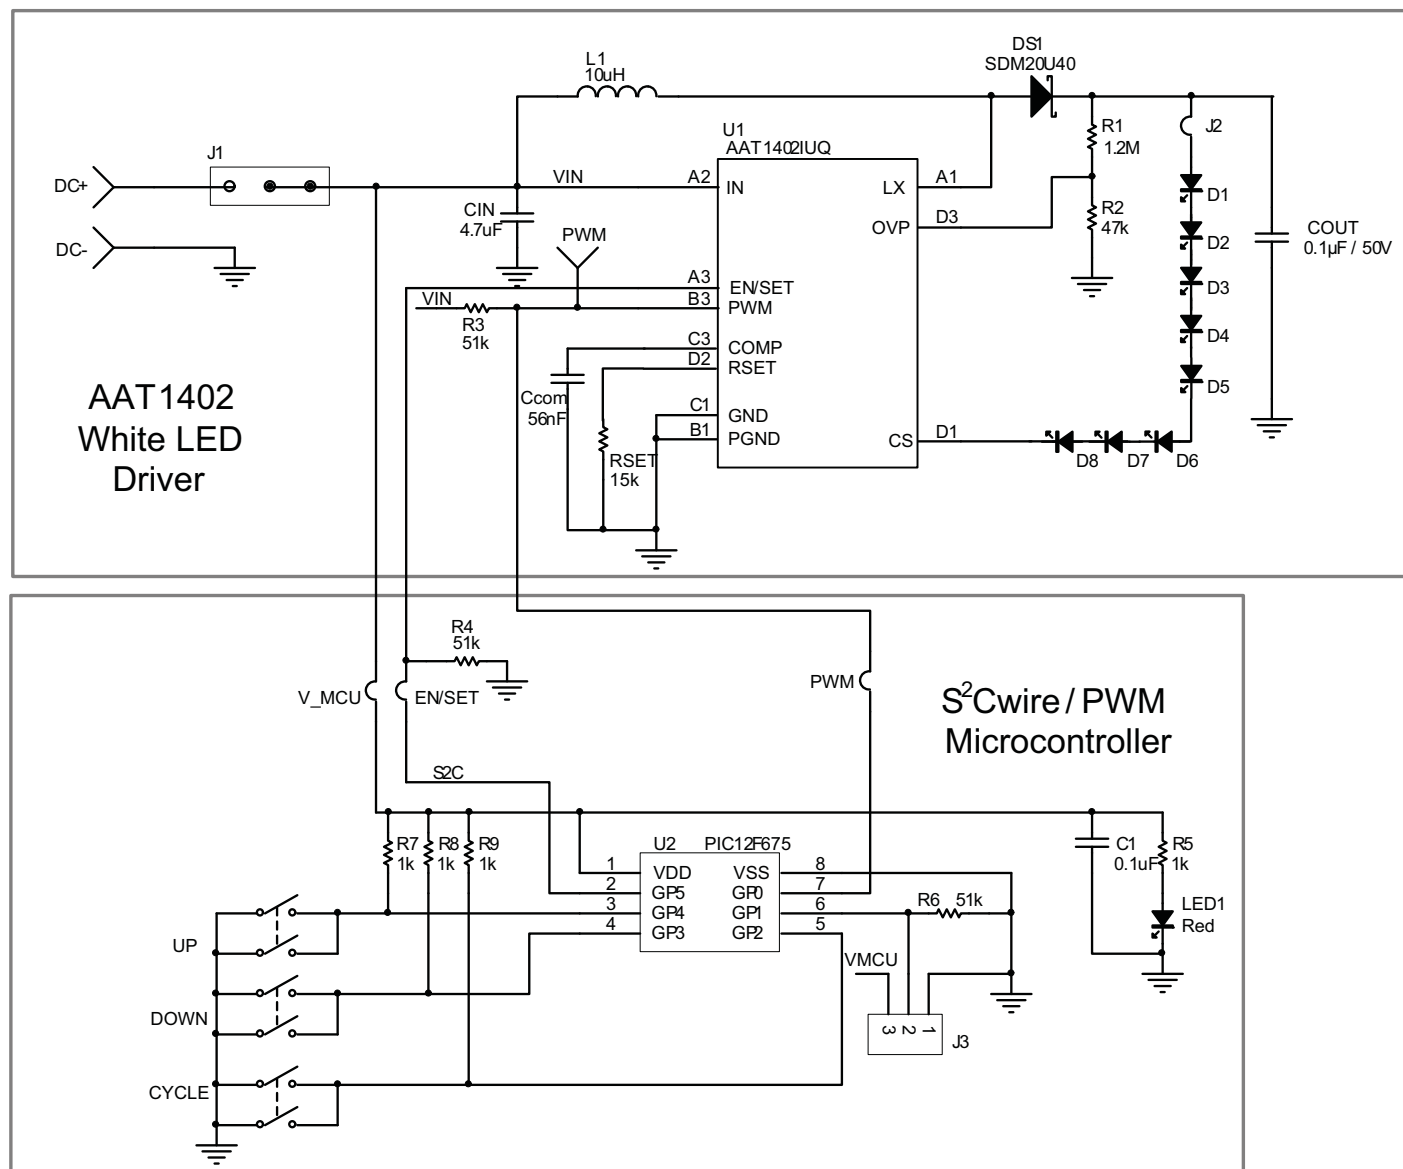 DS1
SDM20U40
L1
10uH
U1
AAT1402IUQ
R1
1.2M
J2
J1
DC+
VIN
A2
IN
LX
A1
D1
CIN
4.7uF
PWM
OVP
D3
R2
47k
D2
COUT
0.1µF / 50V
DC-
A3
EN/SET
D3
VIN
B3
PWM
R3
51k
D4
C3
COMP
D2
RSET
D5
Ccom
56nF
C1
GND
B1
PGND
CS
D1
D8
D7
D6
RSET
15k
AAT1402
White LED
Driver
R4
51k
V_MCU
EN/SET
PWM
S²Cwire / PWM
Microcontroller
S2C
R7
1k
R8
1k
R9
1k
U2
PIC12F675
C1
0.1uF
R5
1k
1
VDD
VSS
8
2
GP5
GP0
7
3
GP4
GP1
6
R6
51k
4
GP3
GP2
5
LED1
Red
UP
VMCU
DOWN
3
2
1
J3
CYCLE